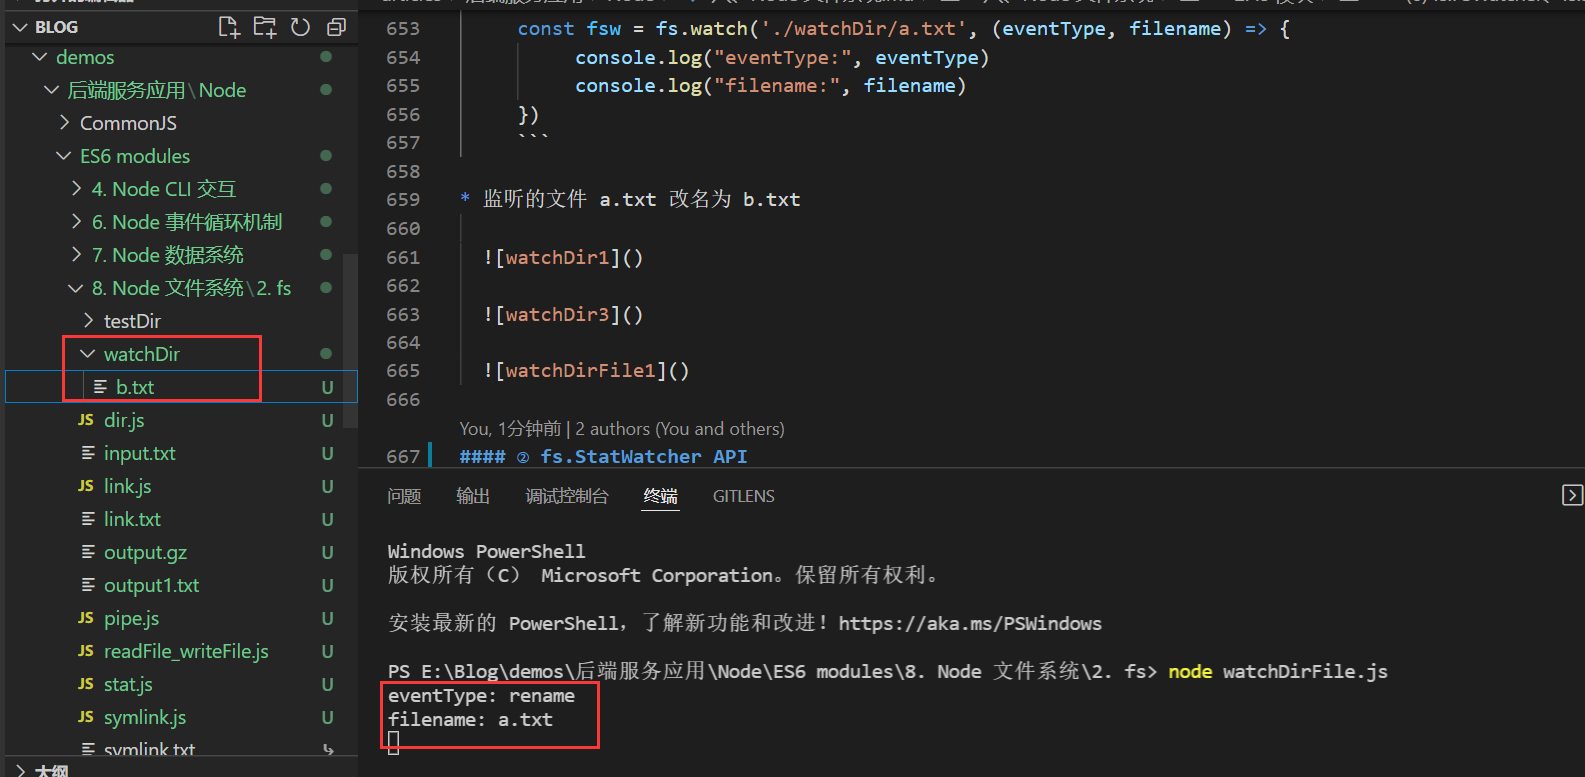 BLOG
demos
后端服务应用\Node
CommonJS
ES6 modules
4. Node CLI 交互
6. Node 事件循环机制
7. Node 数据系统
8. Node 文件系统\2. fs
testDir
watchDir
b.txt U
JS dir.js U
input.txt U
JS link.js U
link.txt U
output.gz U
output1.txt U
JS pipe.js U
JS readFile_writeFile.js U
JS stat.js U
JS symlink.js U
symlink.txt
大纲
653 const fsw = fs.watch('./watchDir/a.txt', (eventType, filename) => {
654 console.log("eventType:", eventType)
655 console.log("filename:", filename)
656 })
657 ```
658
659 * 监听的文件 a.txt 改名为 b.txt
660
661 ![watchDir1]()
662
663 ![watchDir3]()
664
665 ![watchDirFile1]()
666
You, 1分钟前 | 2 authors (You and others)
667 #### ② fs.StatWatcher API
问题 输出 调试控制台 终端 GITLENS
Windows PowerShell
版权所有（C） Microsoft Corporation。保留所有权利。
安装最新的 PowerShell，了解新功能和改进！https://aka.ms/PSWindows
PS E:\Blog\demos\后端服务应用\Node\ES6 modules\8. Node 文件系统\2. fs> node watchDirFile.js
eventType: rename
filename: a.txt